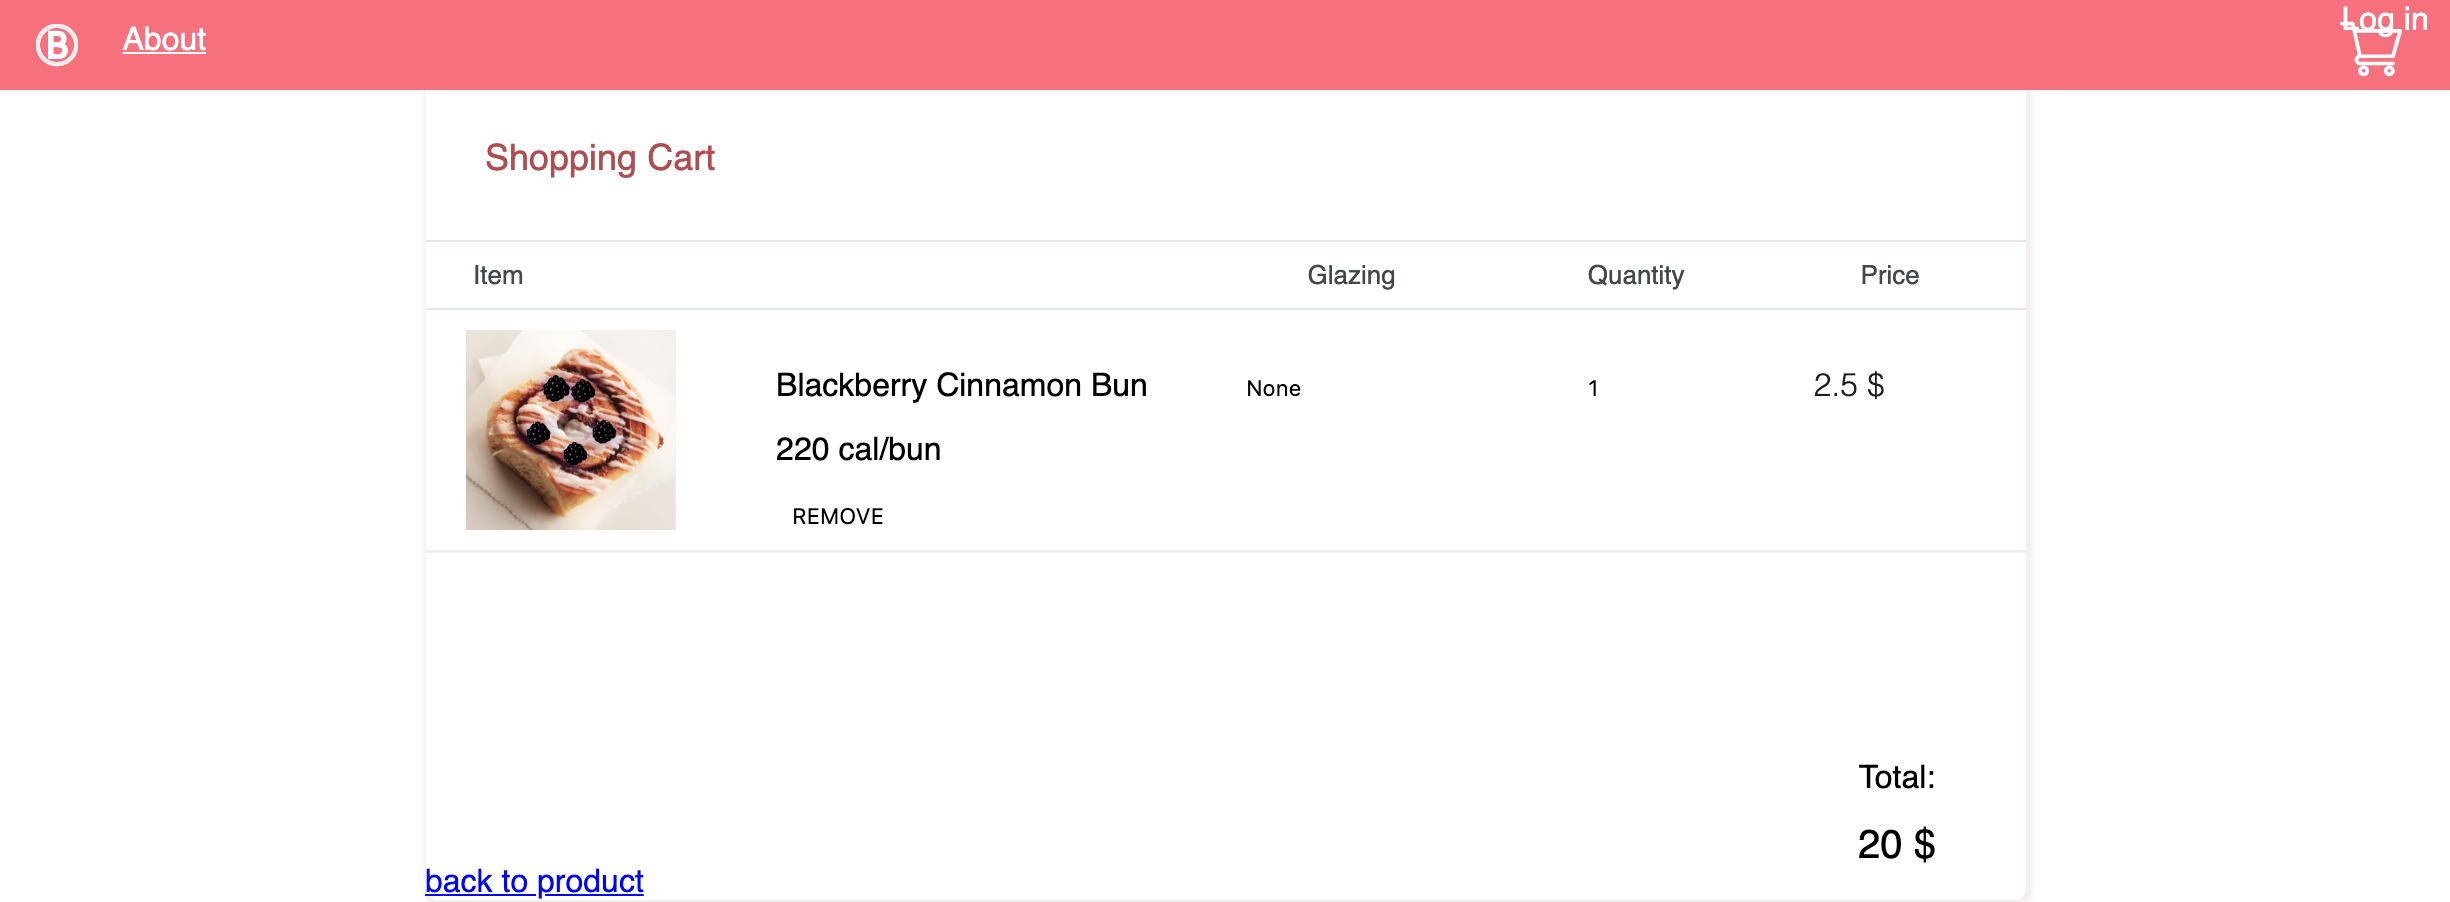 B About Log in
Shopping Cart
Item Glazing Quantity Price
Blackberry Cinnamon Bun None 1 2.5 $
220 cal/bun
REMOVE
Total:
20 $
back to product